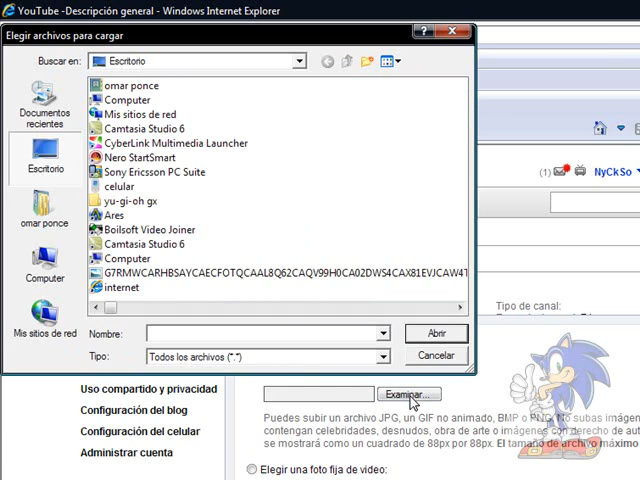 YouTube -Descripción general - Windows Internet Explorer
Elegir archivos para cargar
?
Buscar en:
Escritorio
Documentos recientes
Escritorio
omar ponce
Computer
Mis sitios de red
omar ponce
Computer
Mis sitios de red
Camtasia Studio 6
CyberLink Multimedia Launcher
Nero StartSmart
Sony Ericsson PC Suite
celular
yu-gi-oh gx
Ares
Boilsoft Video Joiner
Camtasia Studio 6
Computer
G7RMWCARHBSAYCAECFOTQCAAL8Q62CAQV99H0CA02DWS4CAX81EVJCAW4T
internet
Nombre:
Abrir
Tipo:
Todos los archivos (*.*)
Cancelar
(1)
NyCkSo
Tipo de canal:
Uso compartido y privacidad
Configuración del blog
Configuración del celular
Administrar cuenta
Examinar...
Puedes subir un archivo JPG, un GIF no animado, BMP o PNG. No subas imágen
contengan celebridades, desnudos, obra de arte o imágenes con derecho de aut
se mostrará como un cuadrado de 88px por 88px. El tamaño de archivo máximo
Elegir una foto fija de video: